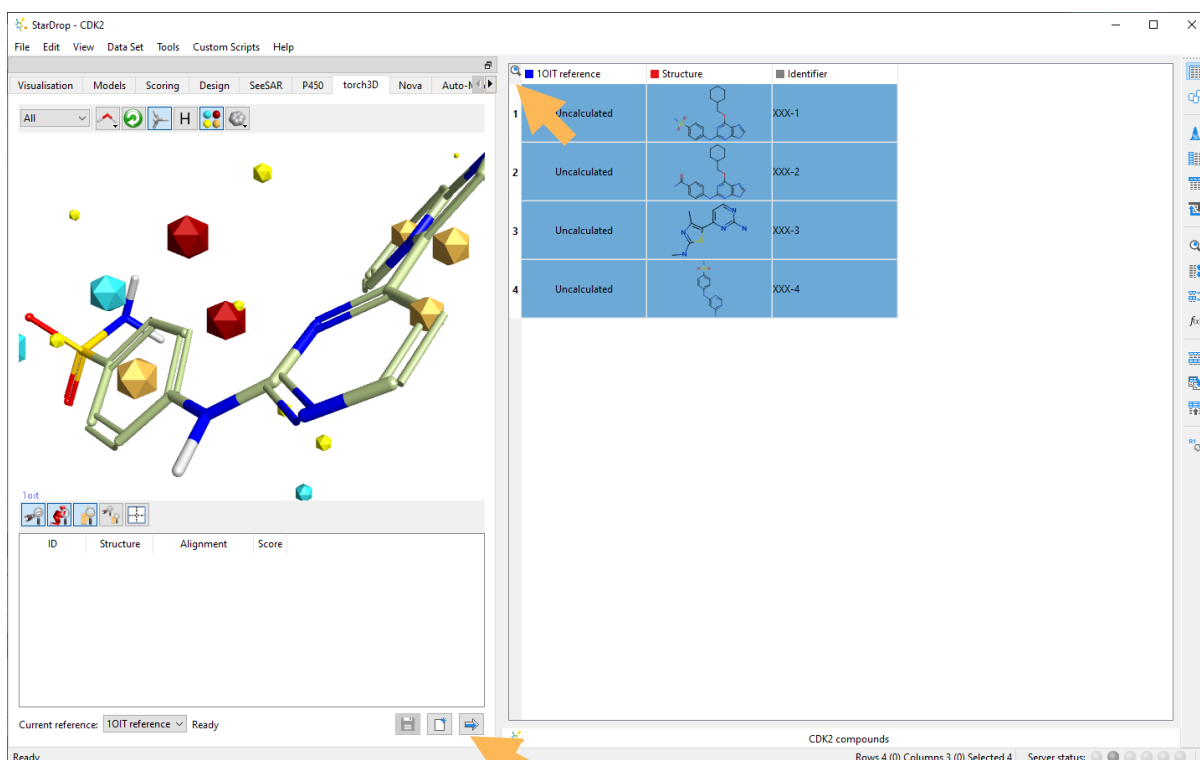 StarDrop - CDK2
File Edit View Data Set Tools Custom Scripts Help
Visualisation Models Scoring Design SeeSAR P450 torch3D Nova
All
H
1oit
ID Structure Alignment Score
Current reference: 1OIT reference Ready
1OIT reference Structure Identifier
1 Uncalculated XXX-1
2 Uncalculated XXX-2
3 Uncalculated XXX-3
4 Uncalculated XXX-4
CDK2 compounds
Ready Rows 4 (0) Columns 3 (0) Selected 4 Server status: